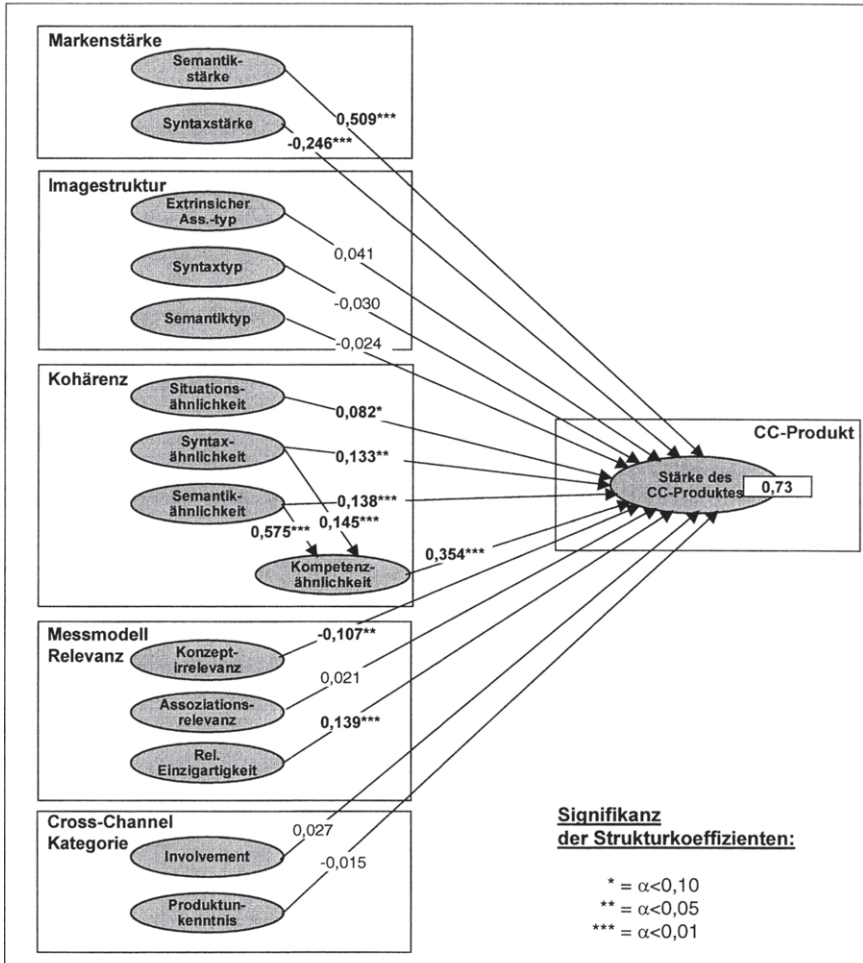 Markenstärke
Semantik-
stärke
Syntaxstärke
0,509***
-0,246***
Imagestruktur
Extrinsicher
Ass.-typ
Syntaxtyp
Semantiktyp
0,041
-0,030
-0,024
Kohärenz
Situations-
ähnlichkeit
Syntax-
ähnlichkeit
Semantik-
ähnlichkeit
Kompetenz-
ähnlichkeit
0,082*
0,133**
0,138***
0,575***
0,145***
0,354***
CC-Produkt
Stärke des
CC-Produktes
0,73
Messmodell
Relevanz
Konzept-
irrelevanz
Assoziations-
relevanz
Rel.
Einzigartigkeit
-0,107**
0,021
0,139***
Cross-Channel
Kategorie
Involvement
Produktun-
kenntnis
0,027
-0,015
Signifikanz
der Strukturkoeffizienten:
* = α<0,10
** = α<0,05
*** = α<0,01